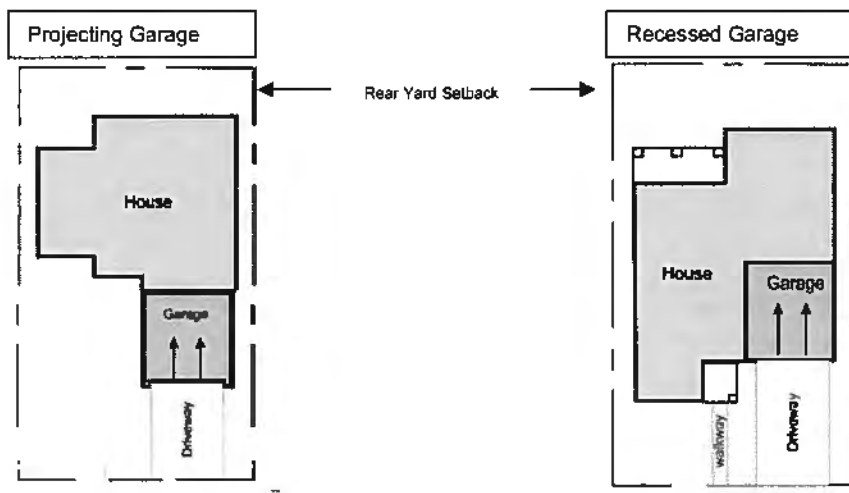 Projecting Garage
Recessed Garage
Rear Yard Setback
House
Garage
Driveway
House
Garage
walkway
Driveway